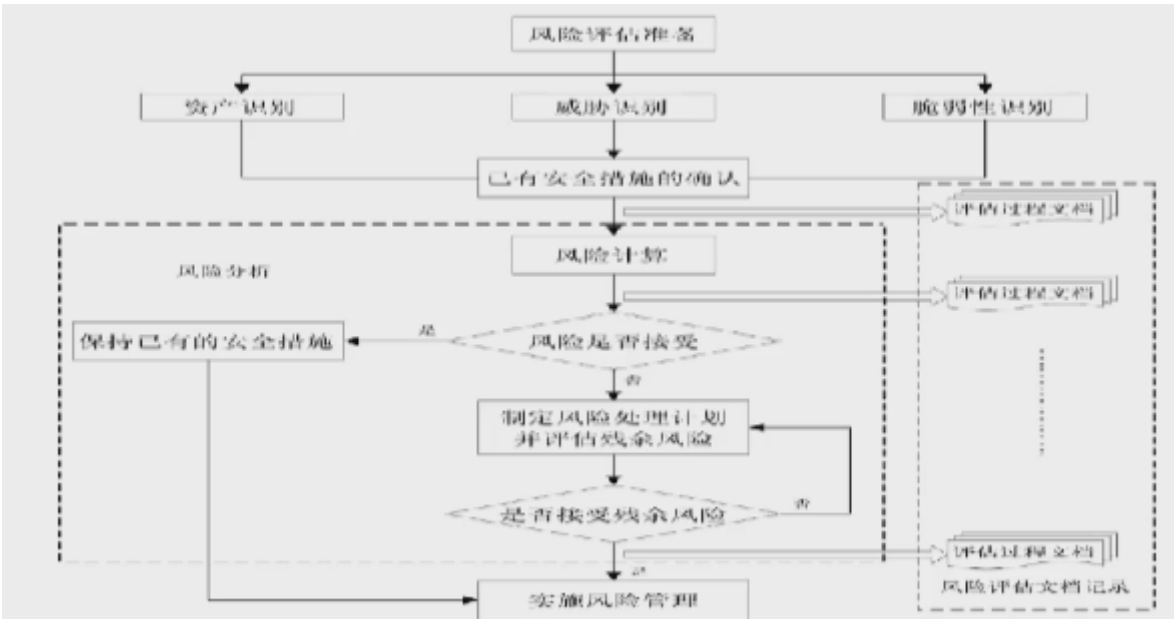 风险评估准备
资产识别
威胁识别
脆弱性识别
已有安全措施的确认
评估过程文档
风险计算
风险分析
评估过程文档
保持已有的安全措施
是
风险是否接受
否
制定风险处理计划
并评估残余风险
否
是否接受残余风险
评估过程文档
是
风险评估文档记录
实施风险管理